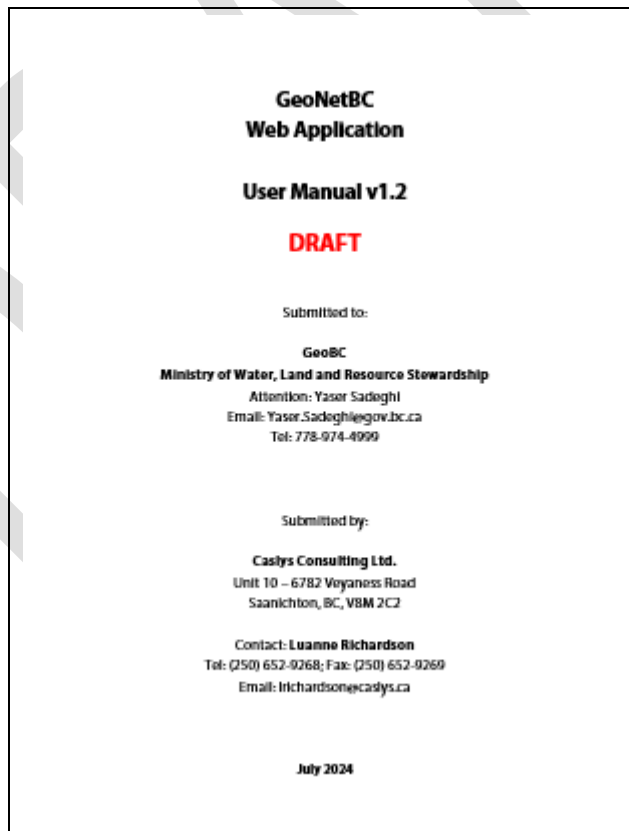 GeoNetBC
Web Application
User Manual v1.2
DRAFT
Submitted to:
GeoBC
Ministry of Water, Land and Resource Stewardship
Attention: Yaser Sadeghi
Email: Yaser.Sadeghi@gov.bc.ca
Tel: 778-974-4999
Submitted by:
Caslys Consulting Ltd.
Unit 10 – 6782 Veyaness Road
Saanichton, BC, V8M 2C2
Contact: Luanne Richardson
Tel: (250) 652-9268; Fax: (250) 652-9269
Email: lrichardson@caslys.ca
July 2024